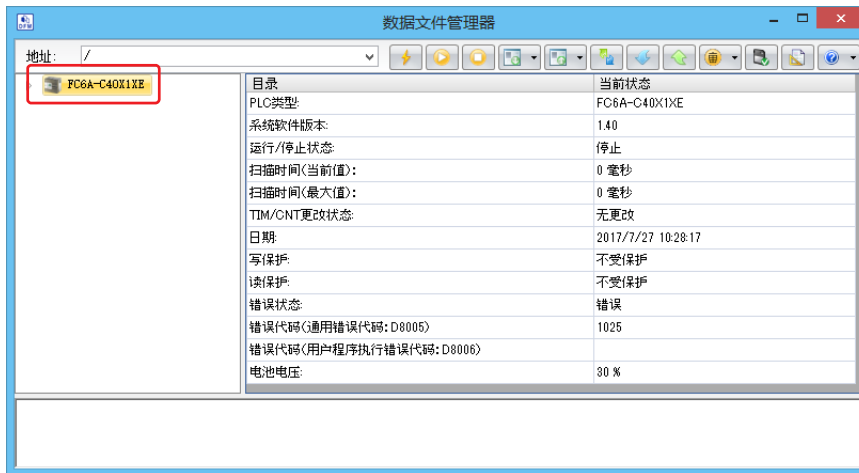 数据文件管理器
地址: /
FC6A-C40X1XE
目录 当前状态
PLC类型: FC6A-C40X1XE
系统软件版本: 1.40
运行/停止状态: 停止
扫描时间(当前值): 0 毫秒
扫描时间(最大值): 0 毫秒
TIM/CNT更改状态: 无更改
日期: 2017/7/27 10:28:17
写保护: 不受保护
读保护: 不受保护
错误状态: 错误
错误代码(通用错误代码:D8005) 1025
错误代码(用户程序执行错误代码:D8006)
电池电压: 30 %